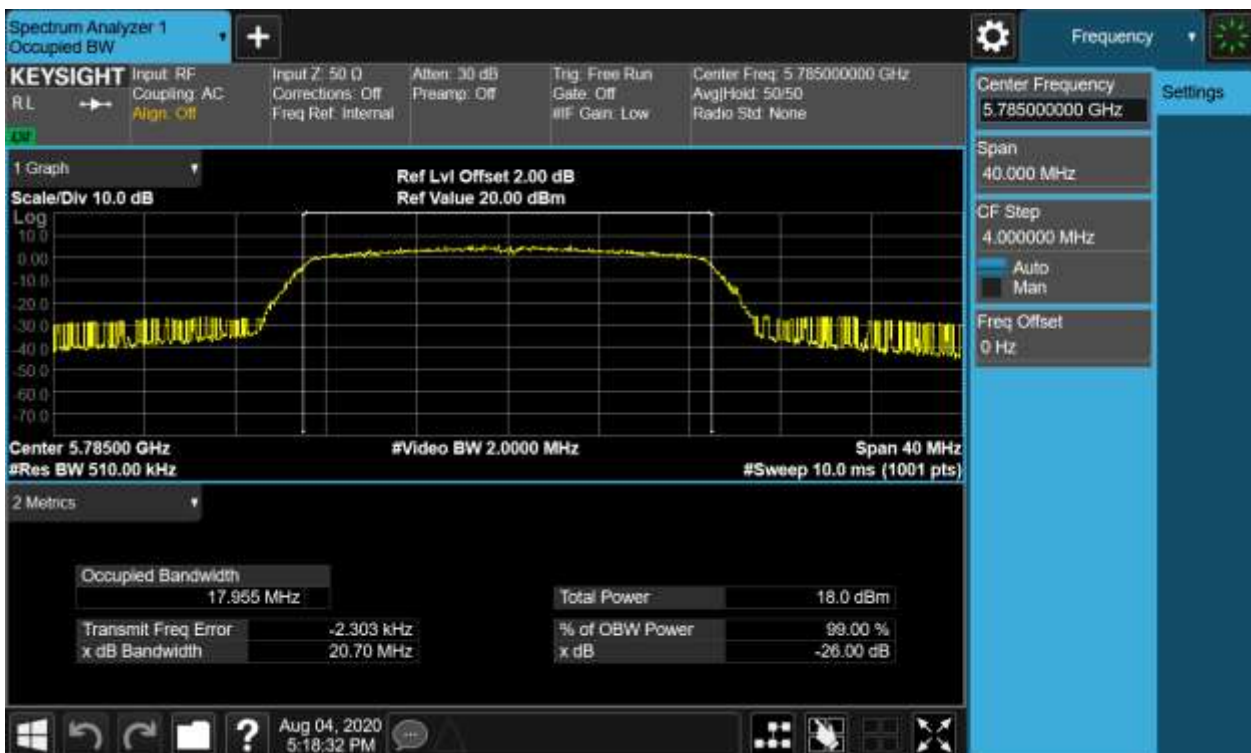 Spectrum Analyzer 1
Occupied BW
Frequency
KEYSIGHT
RL
Input: RF
Coupling: AC
Align: Off
Input Z: 50 Ω
Corrections: Off
Freq Ref: Internal
Atten: 30 dB
Preamp: Off
Trig: Free Run
Gate: Off
#IF Gain: Low
Center Freq: 5.785000000 GHz
Avg|Hold: 50/50
Radio Std: None
Center Frequency
5.785000000 GHz
Settings
Span
40.000 MHz
CF Step
4.000000 MHz
Auto
Man
Freq Offset
0 Hz
1 Graph
Scale/Div 10.0 dB
Ref Lvl Offset 2.00 dB
Ref Value 20.00 dBm
Log
10.0
0.00
-10.0
-20.0
-30.0
-40.0
-50.0
-60.0
-70.0
Center 5.78500 GHz
#Video BW 2.0000 MHz
Span 40 MHz
#Res BW 510.00 kHz
#Sweep 10.0 ms (1001 pts)
2 Metrics
Occupied Bandwidth
17.955 MHz
Total Power 18.0 dBm
Transmit Freq Error -2.303 kHz
% of OBW Power 99.00 %
x dB Bandwidth 20.70 MHz
x dB -26.00 dB
?
Aug 04, 2020
5:18:32 PM